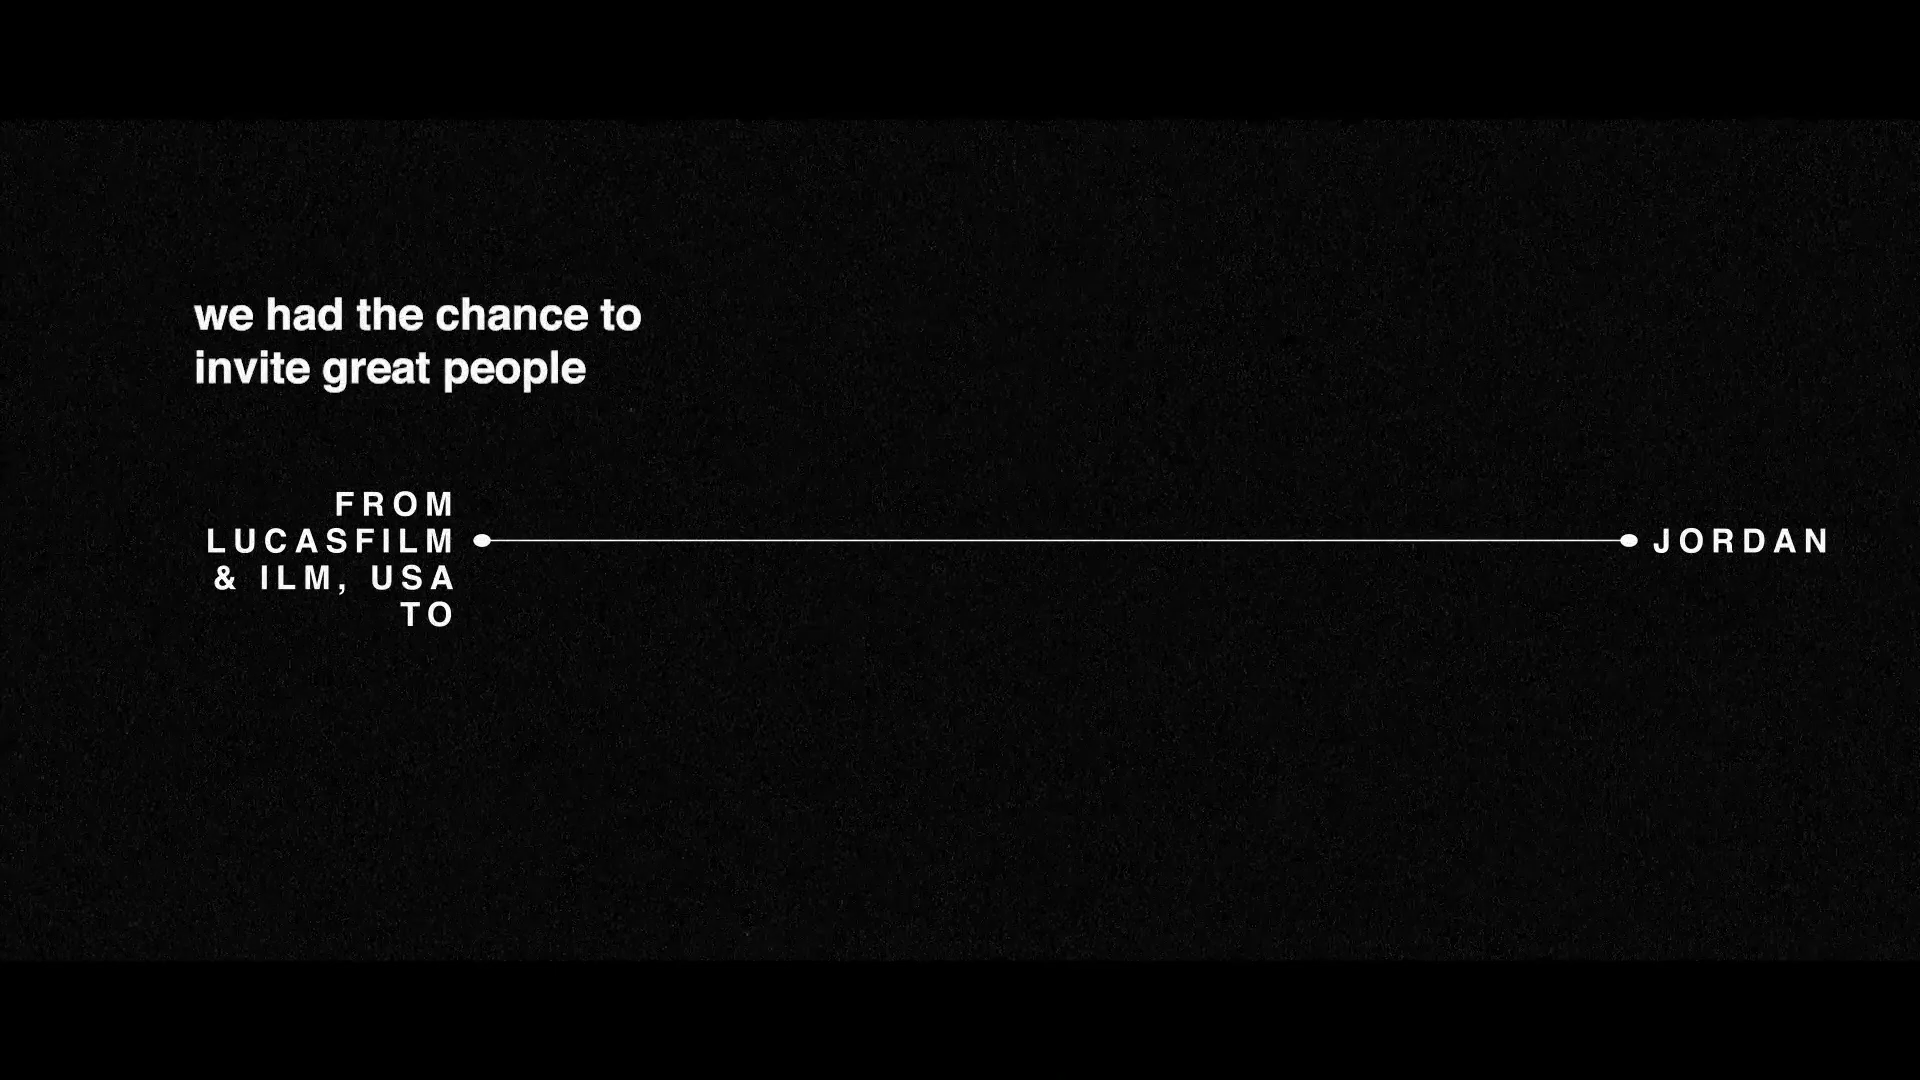 we had the chance to
invite great people
FROM
LUCASFILM
& ILM, USA
TO
JORDAN